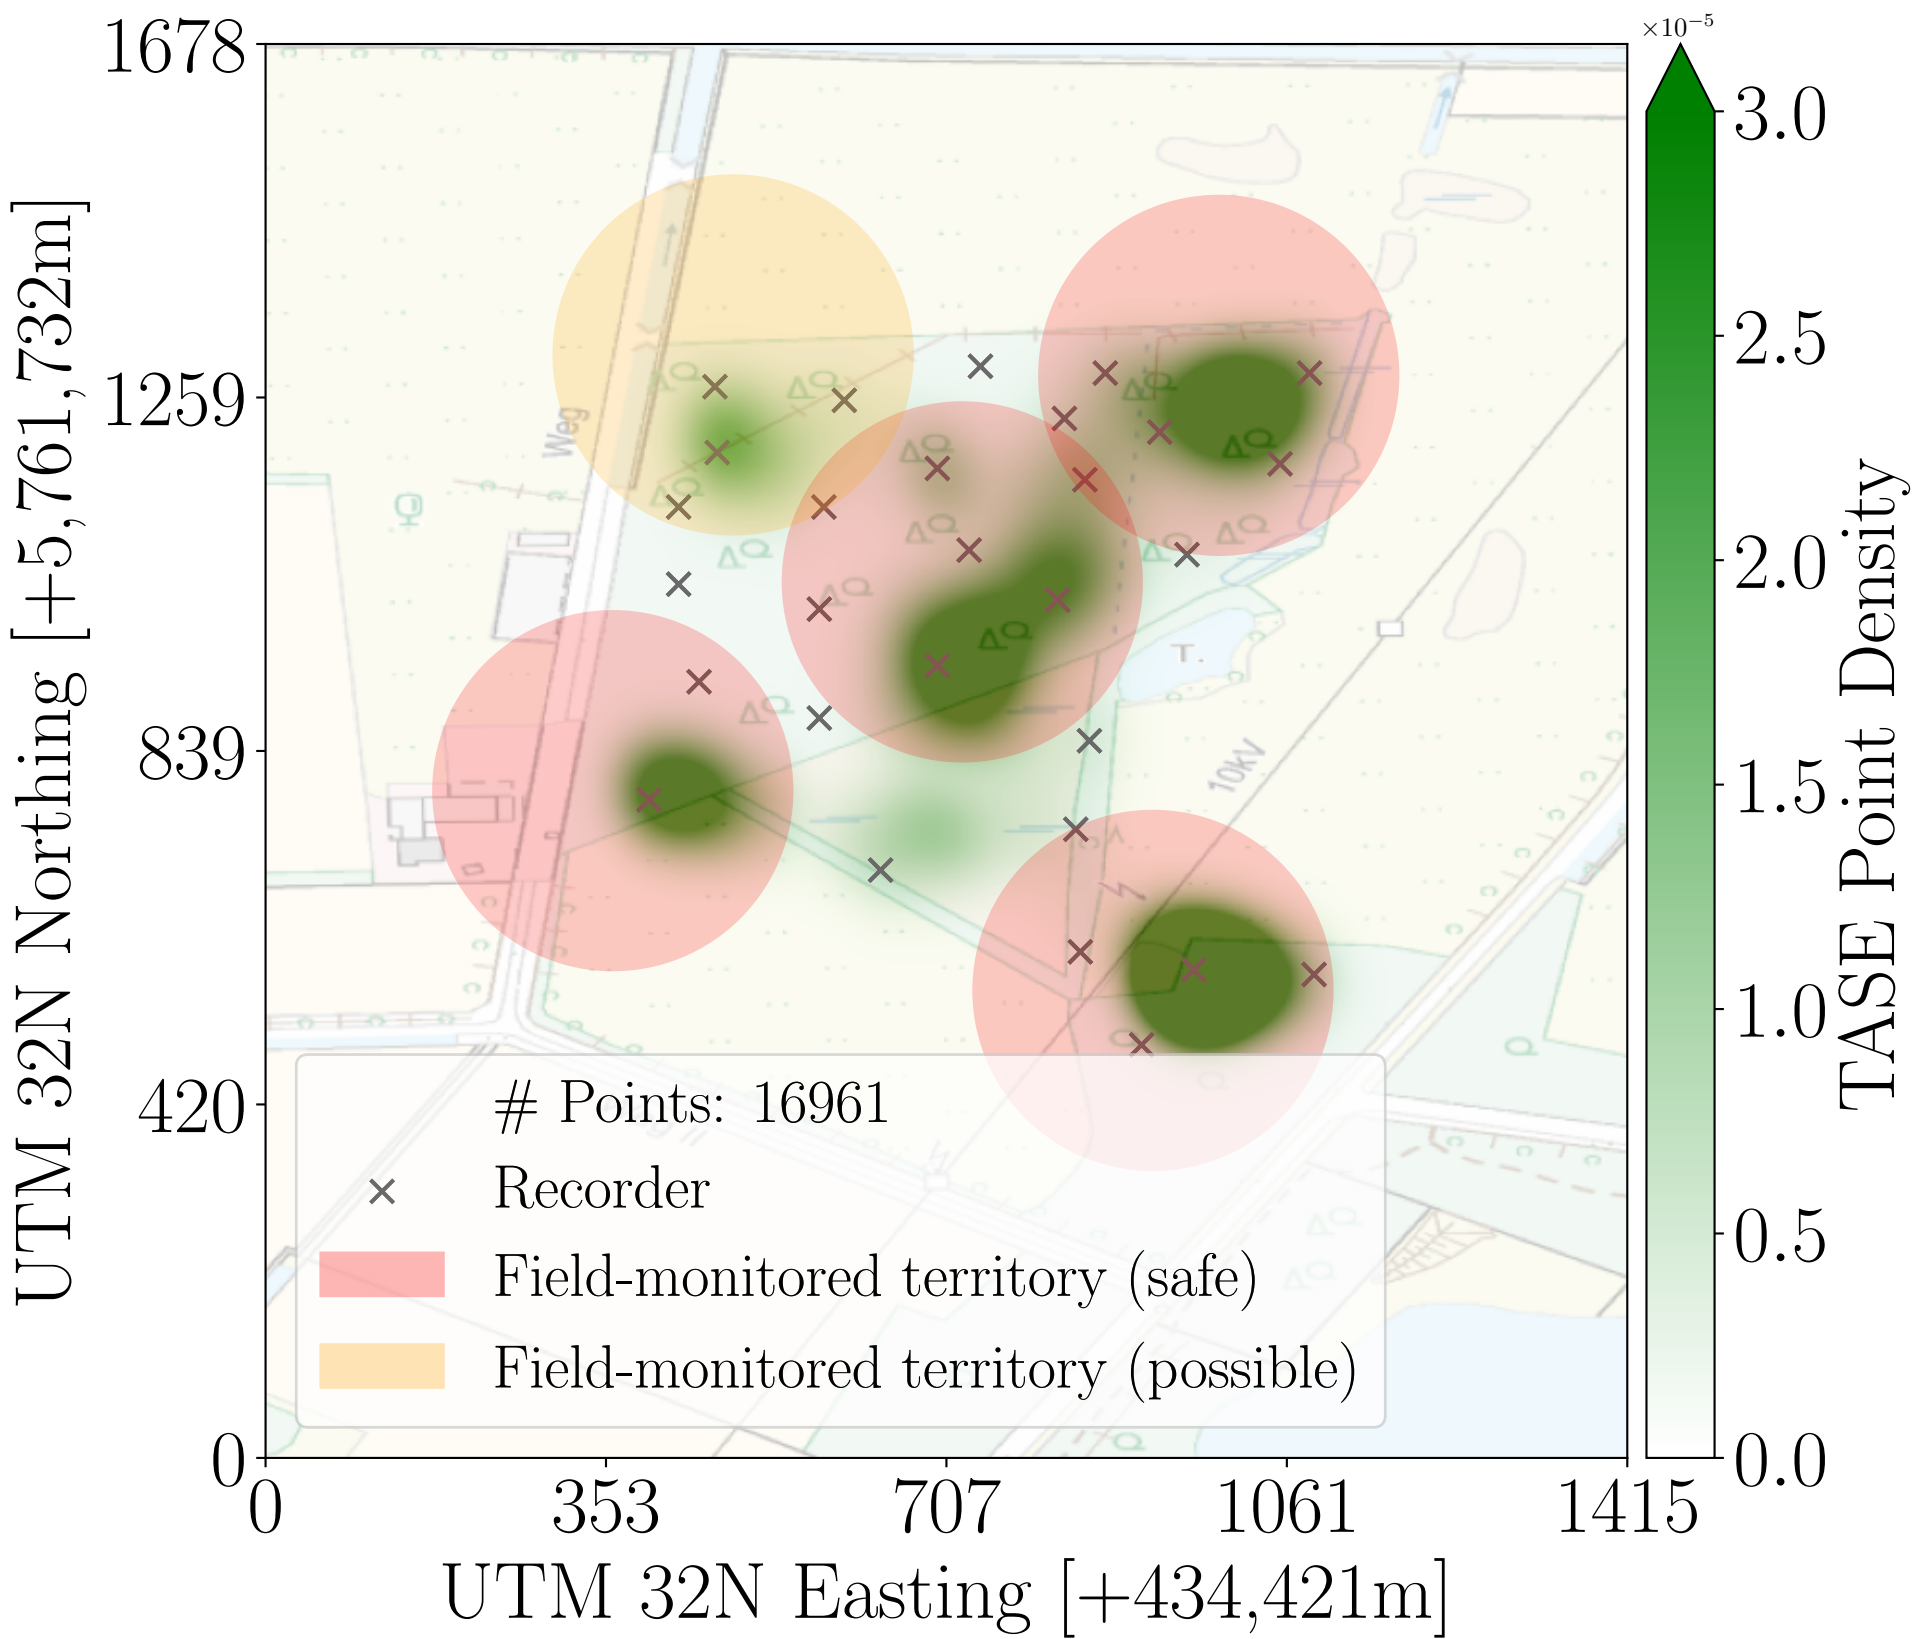 ×10⁻⁵
1678
1259
839
420
0
UTM 32N Northing [+5,761,732m]
Weg
T.
10kV
# Points: 16961
Recorder
Field-monitored territory (safe)
Field-monitored territory (possible)
0
353
707
1061
1415
UTM 32N Easting [+434,421m]
3.0
2.5
2.0
1.5
1.0
0.5
0.0
TASE Point Density